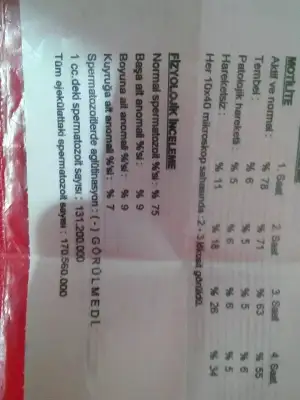 MOTİLİTE
1. Saat 2. Saat 3. Saat 4. Saat
Aktif ve normal : % 78 % 71 % 63 % 55
Tembel : % 6 % 5 % 5 % 6
Patolojik hareketi : % 5 % 6 % 6 % 5
Hareketsiz : % 11 % 18 % 26 % 34
Her 10x40 mikroskop sahasında : 2 - 3 lökosit görüldü.
FİZYOLOJİK İNCELEME
Normal spermatozoit %'si : % 75
Başa ait anomali %'si : % 9
Boyuna ait anomali %'si : % 9
Kuyruğa ait anomali %'si : % 7
Spermatozoitlerde aglütinasyon : ( - ) G Ö R Ü L M E D İ.
1 cc.deki spermatozoit sayısı : 131.200.000
Tüm ejekülattaki spermatozoit sayısı : 170.560.000